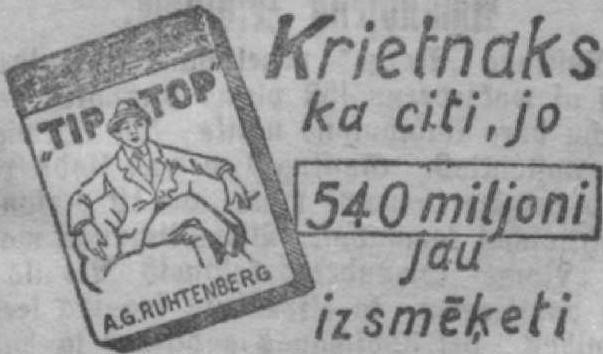 „TIP TOP”
A.G.RUHTENBERG
Krietnaks
ka citi, jo
540 miljoni
jau
izsmēķeti